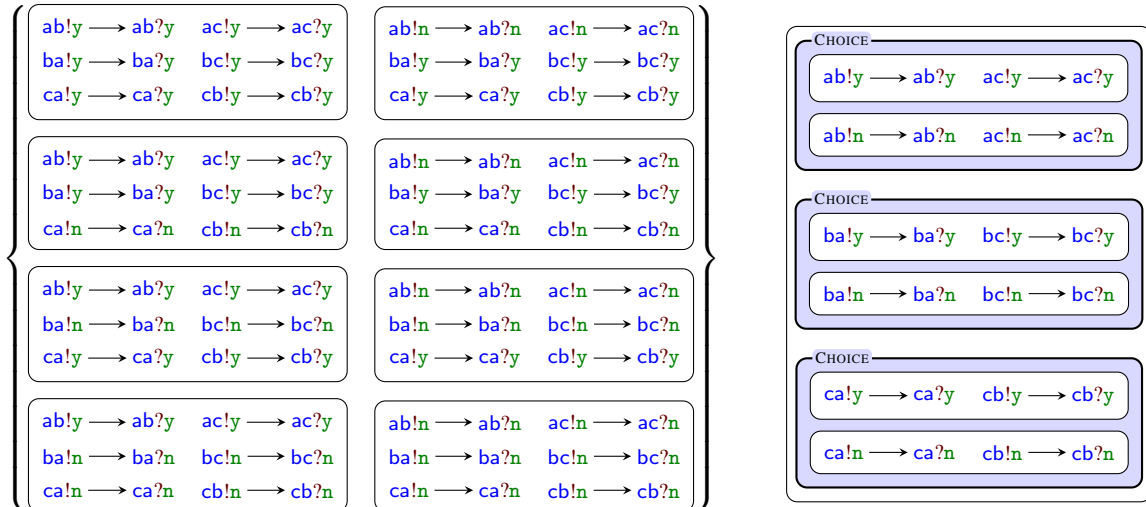 ab!y ⟶ ab?y ac!y ⟶ ac?y
ba!y ⟶ ba?y bc!y ⟶ bc?y
ca!y ⟶ ca?y cb!y ⟶ cb?y
ab!n ⟶ ab?n ac!n ⟶ ac?n
ba!y ⟶ ba?y bc!y ⟶ bc?y
ca!y ⟶ ca?y cb!y ⟶ cb?y
ab!y ⟶ ab?y ac!y ⟶ ac?y
ba!y ⟶ ba?y bc!y ⟶ bc?y
ca!n ⟶ ca?n cb!n ⟶ cb?n
ab!n ⟶ ab?n ac!n ⟶ ac?n
ba!y ⟶ ba?y bc!y ⟶ bc?y
ca!n ⟶ ca?n cb!n ⟶ cb?n
ab!y ⟶ ab?y ac!y ⟶ ac?y
ba!n ⟶ ba?n bc!n ⟶ bc?n
ca!y ⟶ ca?y cb!y ⟶ cb?y
ab!n ⟶ ab?n ac!n ⟶ ac?n
ba!n ⟶ ba?n bc!n ⟶ bc?n
ca!y ⟶ ca?y cb!y ⟶ cb?y
ab!y ⟶ ab?y ac!y ⟶ ac?y
ba!n ⟶ ba?n bc!n ⟶ bc?n
ca!n ⟶ ca?n cb!n ⟶ cb?n
ab!n ⟶ ab?n ac!n ⟶ ac?n
ba!n ⟶ ba?n bc!n ⟶ bc?n
ca!n ⟶ ca?n cb!n ⟶ cb?n
CHOICE
ab!y ⟶ ab?y ac!y ⟶ ac?y
ab!n ⟶ ab?n ac!n ⟶ ac?n
CHOICE
ba!y ⟶ ba?y bc!y ⟶ bc?y
ba!n ⟶ ba?n bc!n ⟶ bc?n
CHOICE
ca!y ⟶ ca?y cb!y ⟶ cb?y
ca!n ⟶ ca?n cb!n ⟶ cb?n